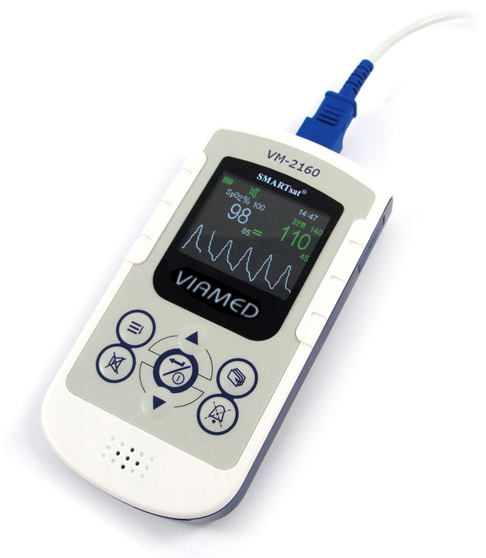 VM-2160
SMARTsat®
14:47
SpO2% 100
BPM 140
98
110
85
45
VIAMED